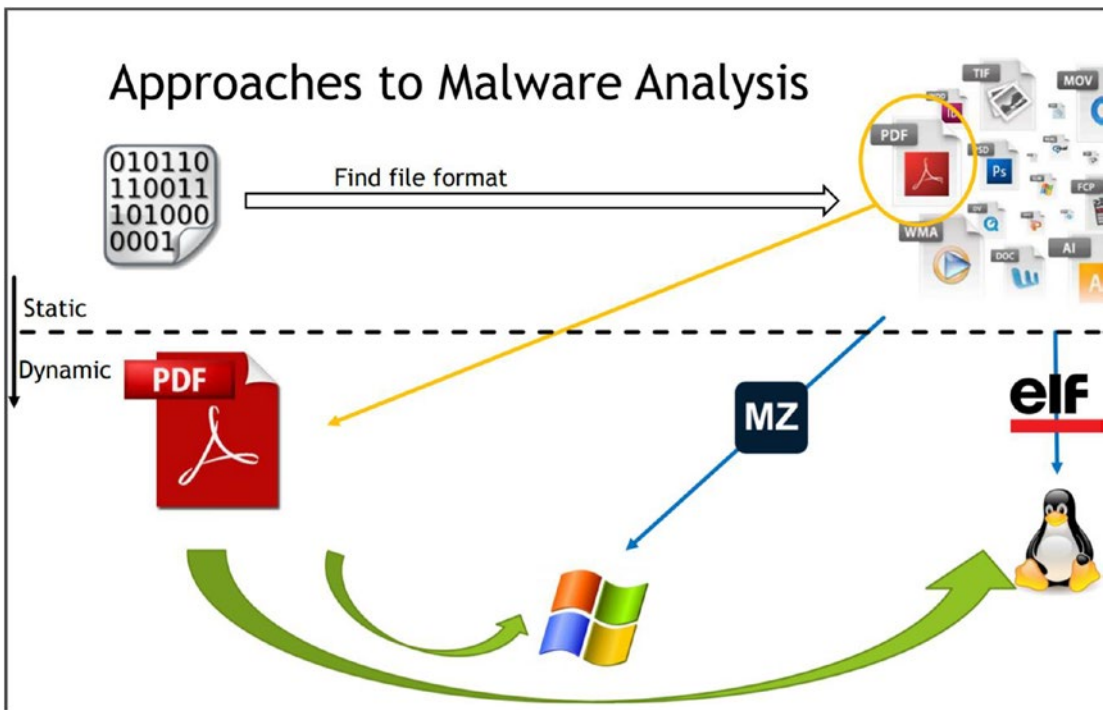 Approaches to Malware Analysis
TIF
MOV
PDF
PSD
Ps
010110
110011
101000
0001
Find file format
FCP
WMA
DOC
AI
Static
Dynamic
PDF
MZ
elf